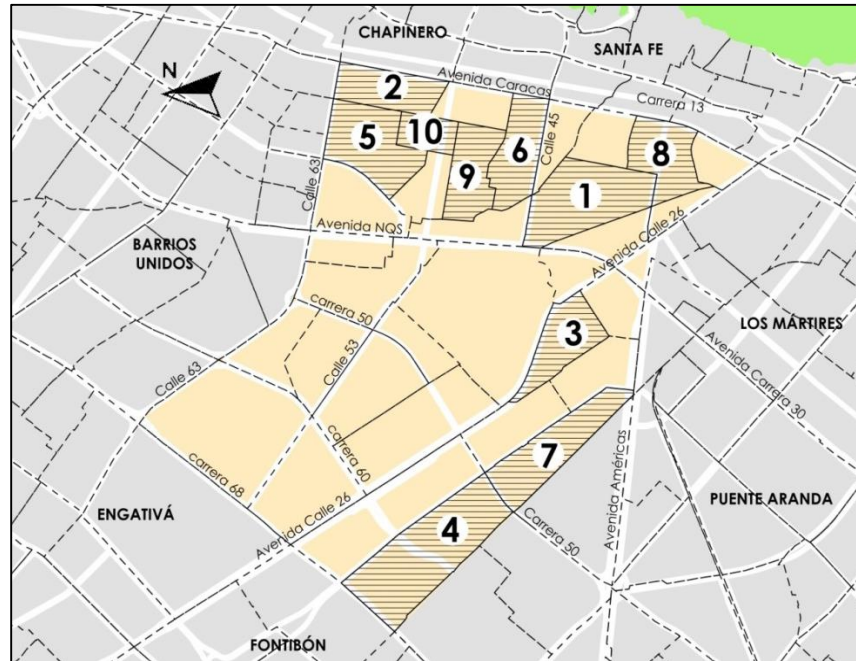 CHAPINERO
SANTA FE
N
Avenida Caracas
Carrera 13
2
10
5
Calle 63
Calle 45
6
8
9
1
Avenida NQS
Avenida Calle 26
BARRIOS
UNIDOS
carrera 50
Calle 53
3
LOS MÁRTIRES
Calle 63
Avenida Carrera 30
carrera 60
7
carrera 68
Avenida Calle 26
ENGATIVÁ
4
Carrera 50
Avenida Américas
PUENTE ARANDA
FONTIBÓN